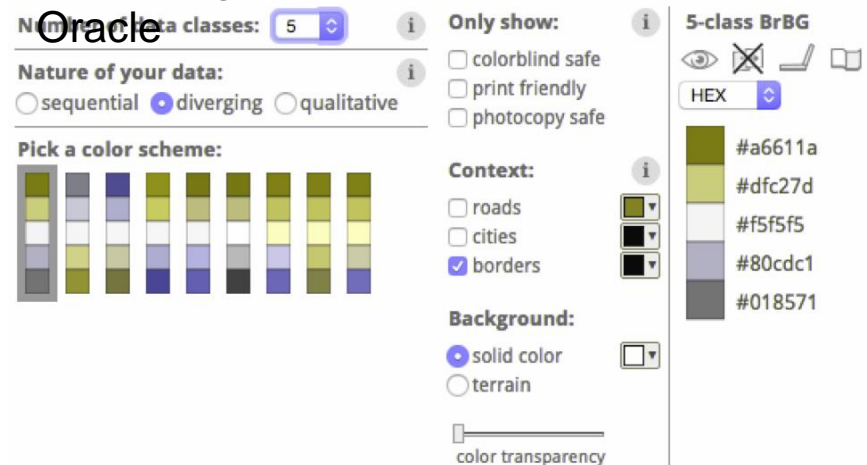 Number of data classes: 5 i
Oracle
Nature of your data: i
sequential diverging qualitative
Pick a color scheme:
Only show: i
colorblind safe
print friendly
photocopy safe
Context: i
roads
cities
borders
Background:
solid color
terrain
color transparency
5-class BrBG
HEX
#a6611a
#dfc27d
#f5f5f5
#80cdc1
#018571